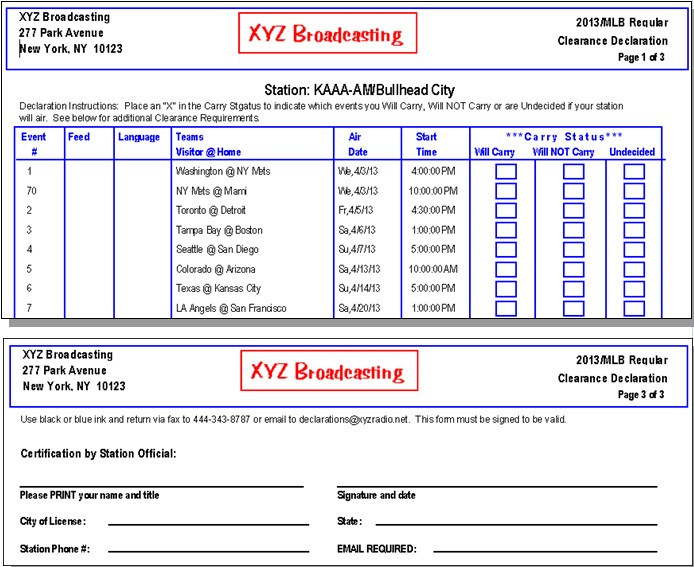 XYZ Broadcasting
277 Park Avenue
New York, NY 10123
XYZ Broadcasting
2013/MLB Regular
Clearance Declaration
Page 1 of 3
Station: KAAA-AM/Bullhead City
Declaration Instructions: Place an "X" in the Carry Stgatus to indicate which events you Will Carry, Will NOT Carry or are Undecided if your station
will air. See below for additional Clearance Requirements.
Event Feed Language Teams Air Start ***Carry Status***
# Visitor @ Home Date Time Will Carry Will NOT Carry Undecided
1 Washington @ NY Mets We,4/3/13 4:00:00 PM
70 NY Mets @ Mami We,4/3/13 10:00:00 PM
2 Toronto @ Detroit Fr,4/5/13 4:30:00 PM
3 Tampa Bay @ Boston Sa,4/6/13 1:00:00 PM
4 Seattle @ San Diego Su,4/7/13 5:00:00 PM
5 Colorado @ Arizona Sa,4/13/13 10:00:00 AM
6 Texas @ Kansas City Su,4/14/13 5:00:00 PM
7 LA Angels @ San Francisco Sa,4/20/13 1:00:00 PM
XYZ Broadcasting
277 Park Avenue
New York, NY 10123
XYZ Broadcasting
2013/MLB Regular
Clearance Declaration
Page 3 of 3
Use black or blue ink and return via fax to 444-343-8787 or email to declarations@xyzradio.net. This form must be signed to be valid.
Certification by Station Official:
Please PRINT your name and title Signature and date
City of License: State:
Station Phone #: EMAIL REQUIRED: